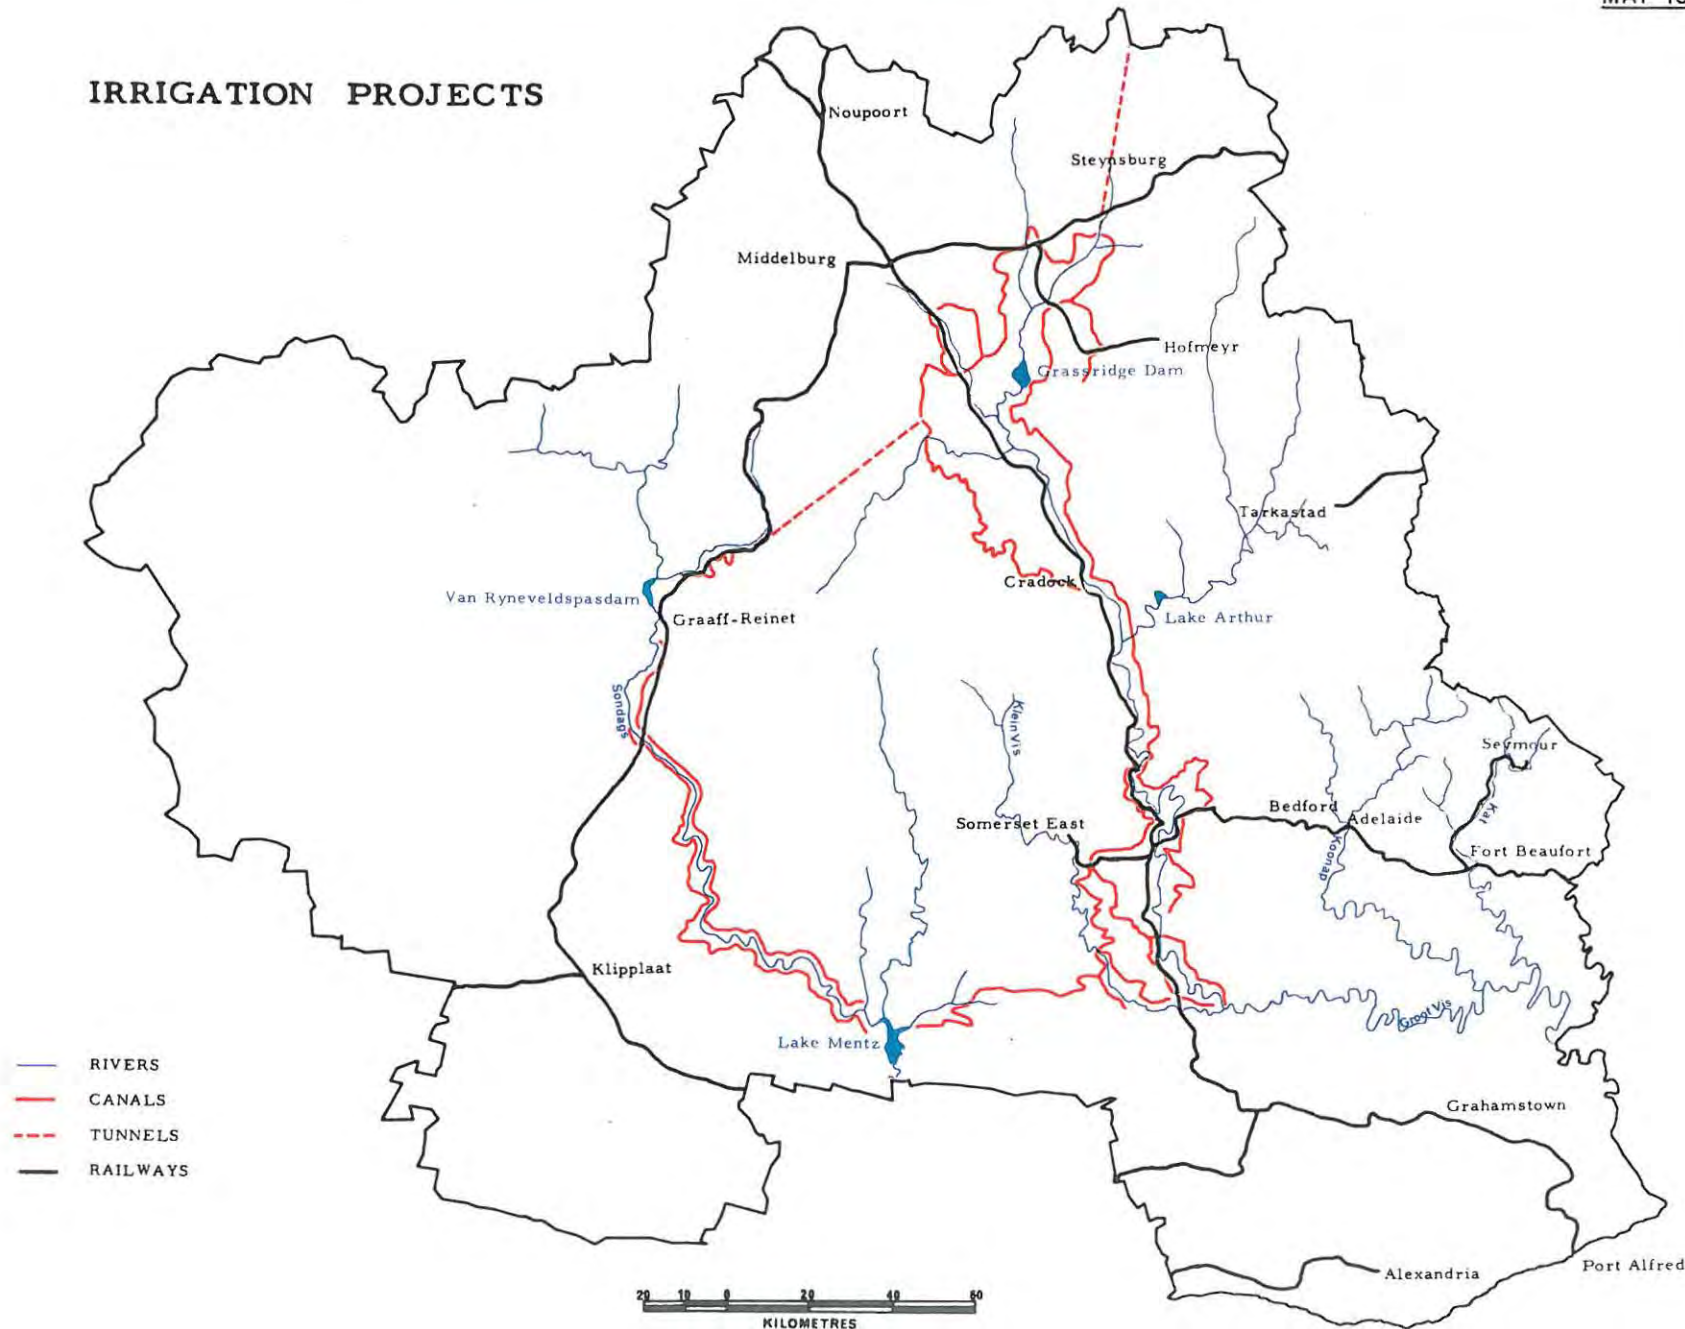 IRRIGATION PROJECTS
Noupoort
Steynsburg
Middelburg
Hofmeyr
Grassridge Dam
Tarkastad
Cradock
Van Ryneveldspasdam
Lake Arthur
Graaff-Reinet
Sondags
KleinVis
Seymour
Kat
Bedford
Adelaide
Somerset East
Koonap
Fort Beaufort
Klipplaat
Groot Vis
Lake Mentz
RIVERS
CANALS
TUNNELS
RAILWAYS
Grahamstown
Alexandria
Port Alfred
20 10 0 20 40 60
KILOMETRES